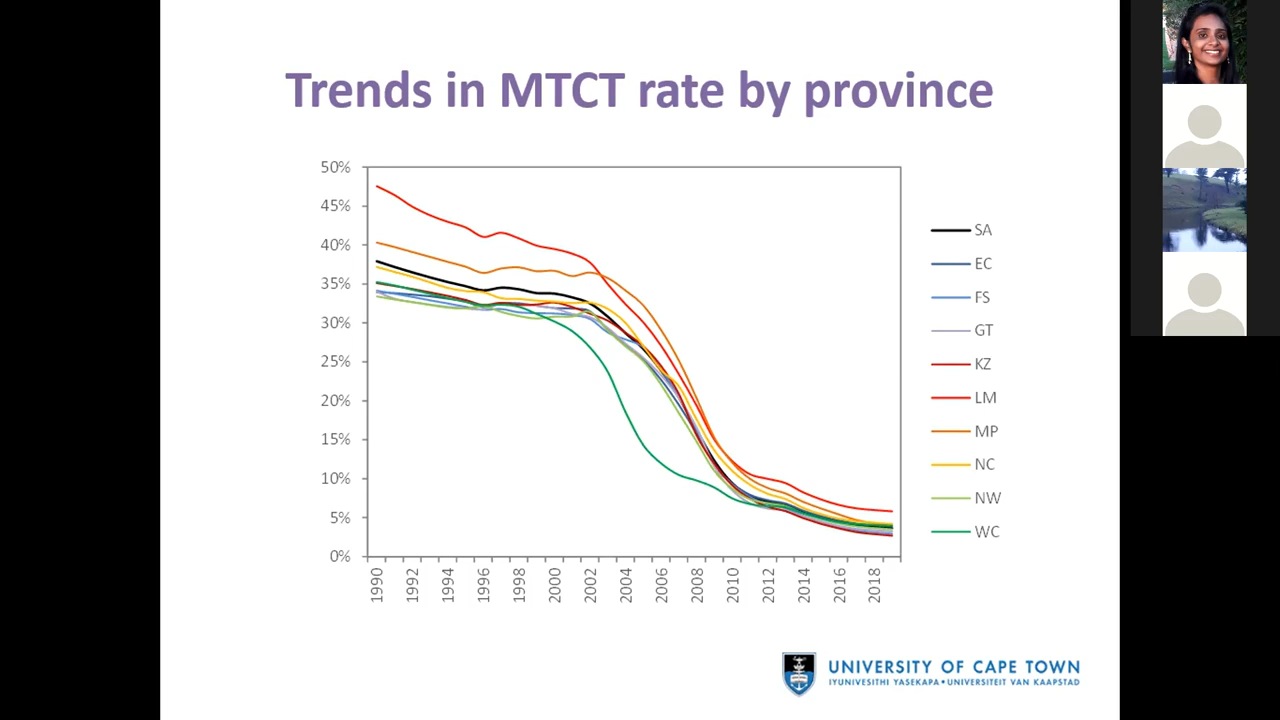 Trends in MTCT rate by province
50%
45%
40%
35%
30%
25%
20%
15%
10%
5%
0%
1990
1992
1994
1996
1998
2000
2002
2004
2006
2008
2010
2012
2014
2016
2018
SA
EC
FS
GT
KZ
LM
MP
NC
NW
WC
UNIVERSITY OF CAPE TOWN
IYUNIVESITHI YASEKAPA • UNIVERSITEIT VAN KAAPSTAD